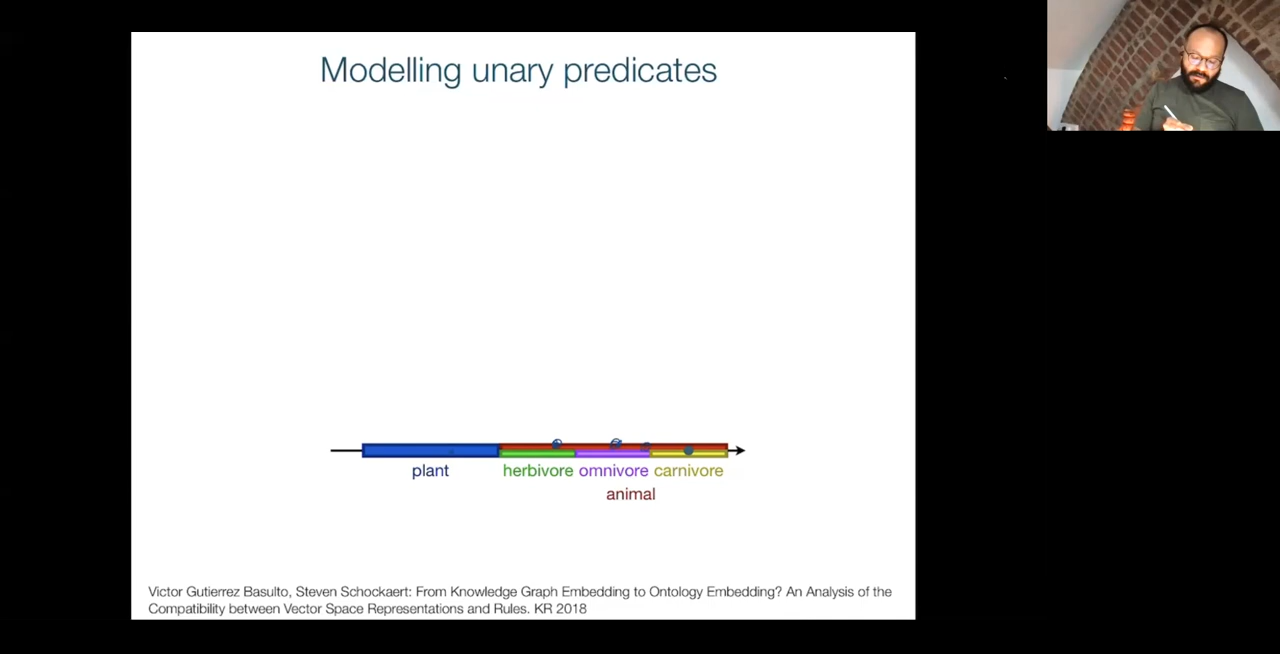 Modelling unary predicates
plant
herbivore omnivore carnivore
animal
Victor Gutierrez Basulto, Steven Schockaert: From Knowledge Graph Embedding to Ontology Embedding? An Analysis of the
Compatibility between Vector Space Representations and Rules. KR 2018